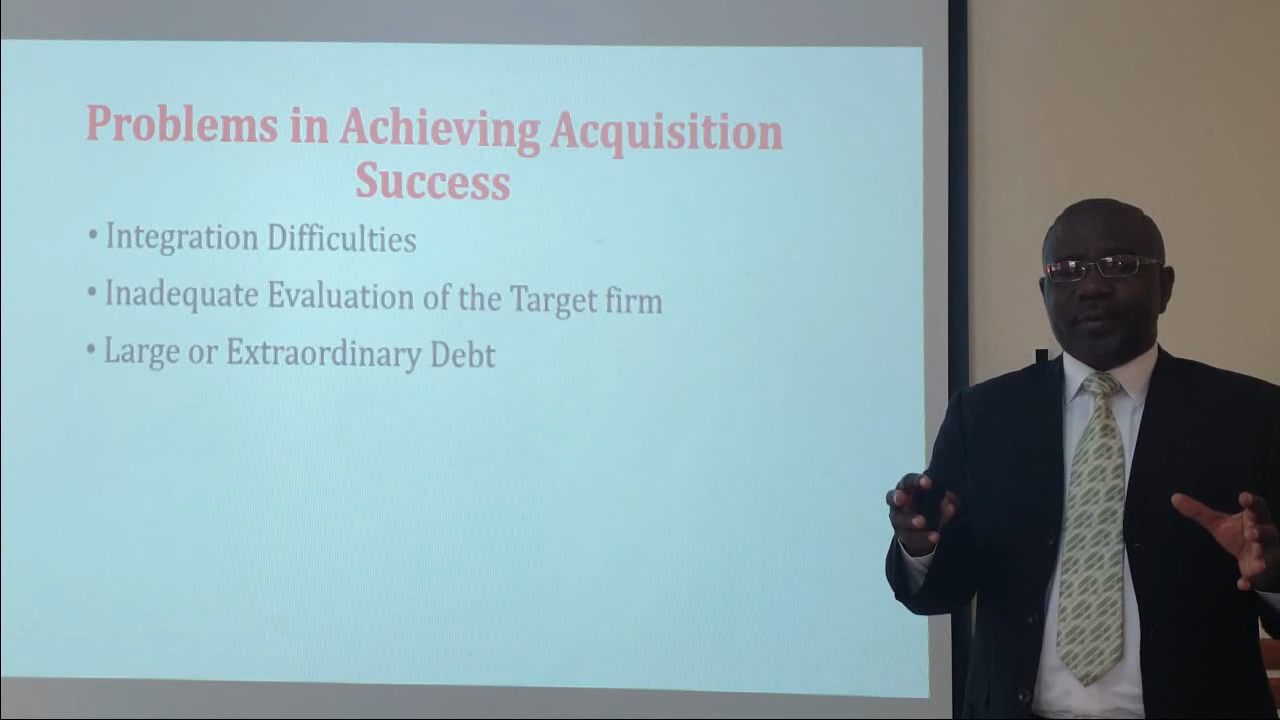 Problems in Achieving Acquisition
Success
• Integration Difficulties
• Inadequate Evaluation of the Target firm
• Large or Extraordinary Debt